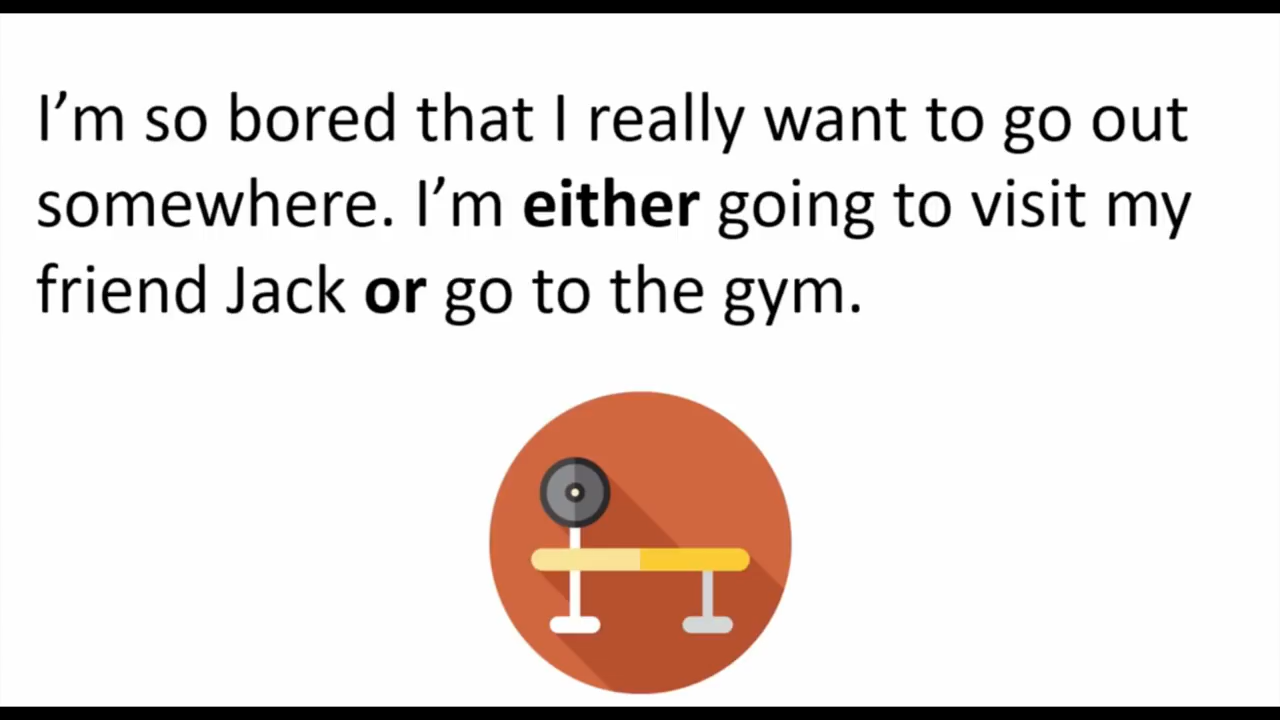 I’m so bored that I really want to go out
somewhere. I’m either going to visit my
friend Jack or go to the gym.